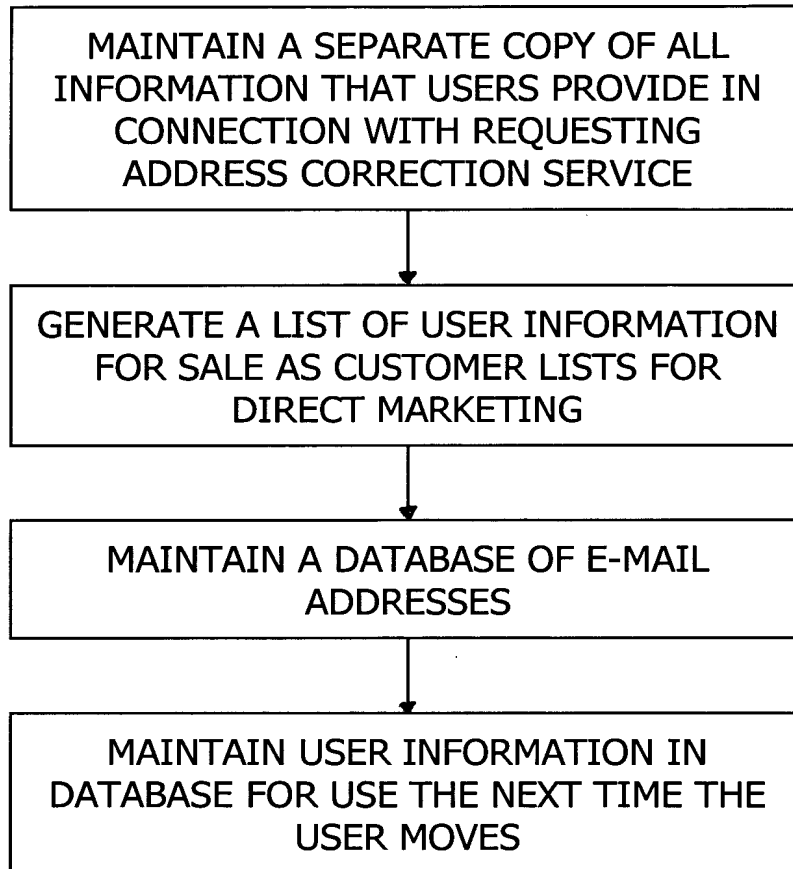 MAINTAIN A SEPARATE COPY OF ALL
INFORMATION THAT USERS PROVIDE IN
CONNECTION WITH REQUESTING
ADDRESS CORRECTION SERVICE
GENERATE A LIST OF USER INFORMATION
FOR SALE AS CUSTOMER LISTS FOR
DIRECT MARKETING
MAINTAIN A DATABASE OF E-MAIL
ADDRESSES
MAINTAIN USER INFORMATION IN
DATABASE FOR USE THE NEXT TIME THE
USER MOVES